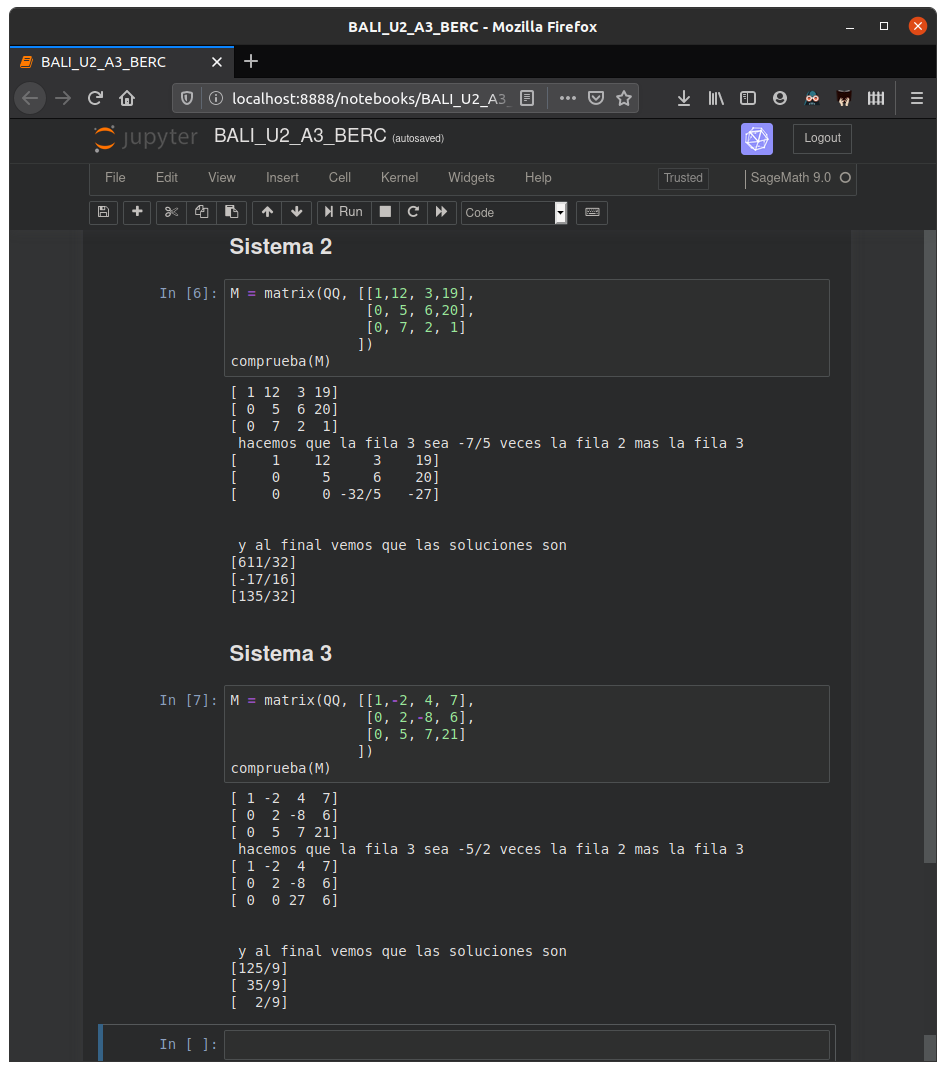 BALI_U2_A3_BERC - Mozilla Firefox
BALI_U2_A3_BERC
localhost:8888/notebooks/BALI_U2_A3_
jupyter BALI_U2_A3_BERC (autosaved)
Logout
File Edit View Insert Cell Kernel Widgets Help Trusted SageMath 9.0
Run Code
Sistema 2
In [6]: M = matrix(QQ, [[1,12, 3,19],
[0, 5, 6,20],
[0, 7, 2, 1]
])
comprueba(M)
[ 1 12  3 19]
[ 0  5  6 20]
[ 0  7  2  1]
hacemos que la fila 3 sea -7/5 veces la fila 2 mas la fila 3
[     1    12     3    19]
[     0     5     6    20]
[     0     0 -32/5   -27]
y al final vemos que las soluciones son
[611/32]
[-17/16]
[135/32]
Sistema 3
In [7]: M = matrix(QQ, [[1,-2, 4, 7],
[0, 2,-8, 6],
[0, 5, 7,21]
])
comprueba(M)
[ 1 -2  4  7]
[ 0  2 -8  6]
[ 0  5  7 21]
hacemos que la fila 3 sea -5/2 veces la fila 2 mas la fila 3
[ 1 -2  4  7]
[ 0  2 -8  6]
[ 0  0 27  6]
y al final vemos que las soluciones son
[125/9]
[ 35/9]
[  2/9]
In [ ]: